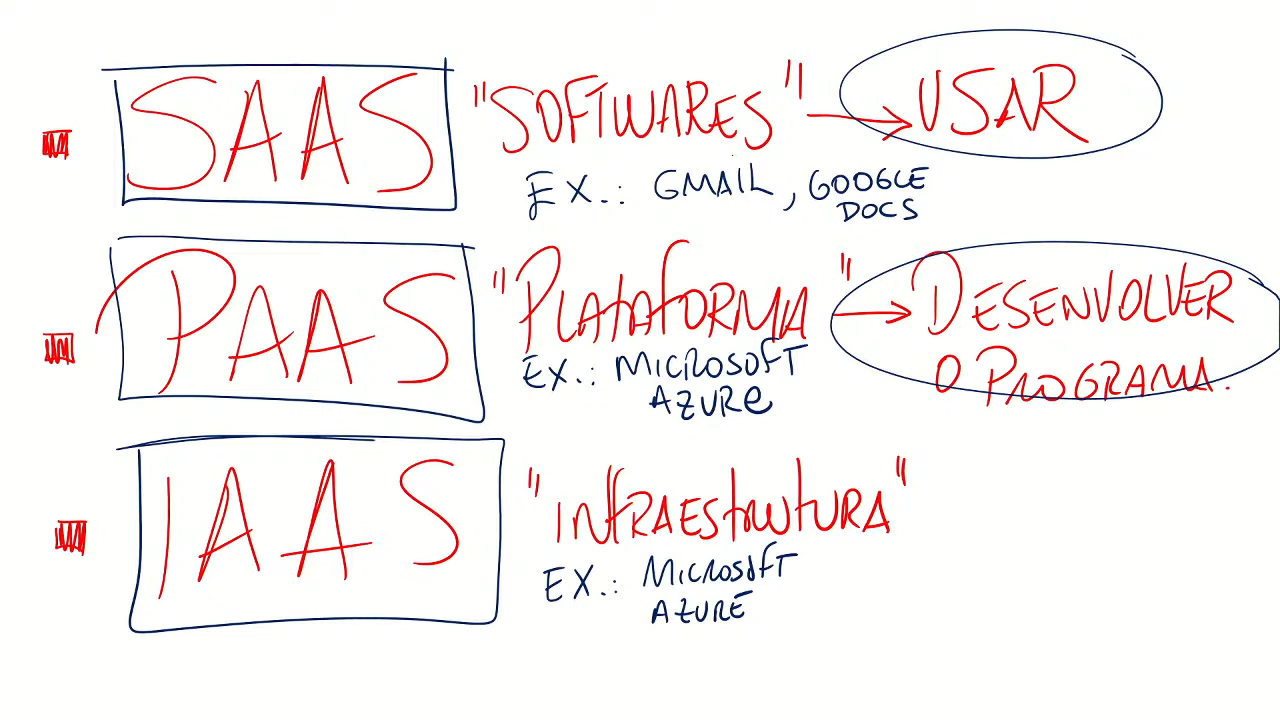 SAAS "SOFTWARES" → USAR
EX.: GMAIL, GOOGLE
DOCS
PAAS "PLATAFORMA" → DESENVOLVER
O PROGRAMA.
EX.: MICROSOFT
AZURE
IAAS "INFRAESTRUTURA"
EX.: MICROSOFT
AZURE